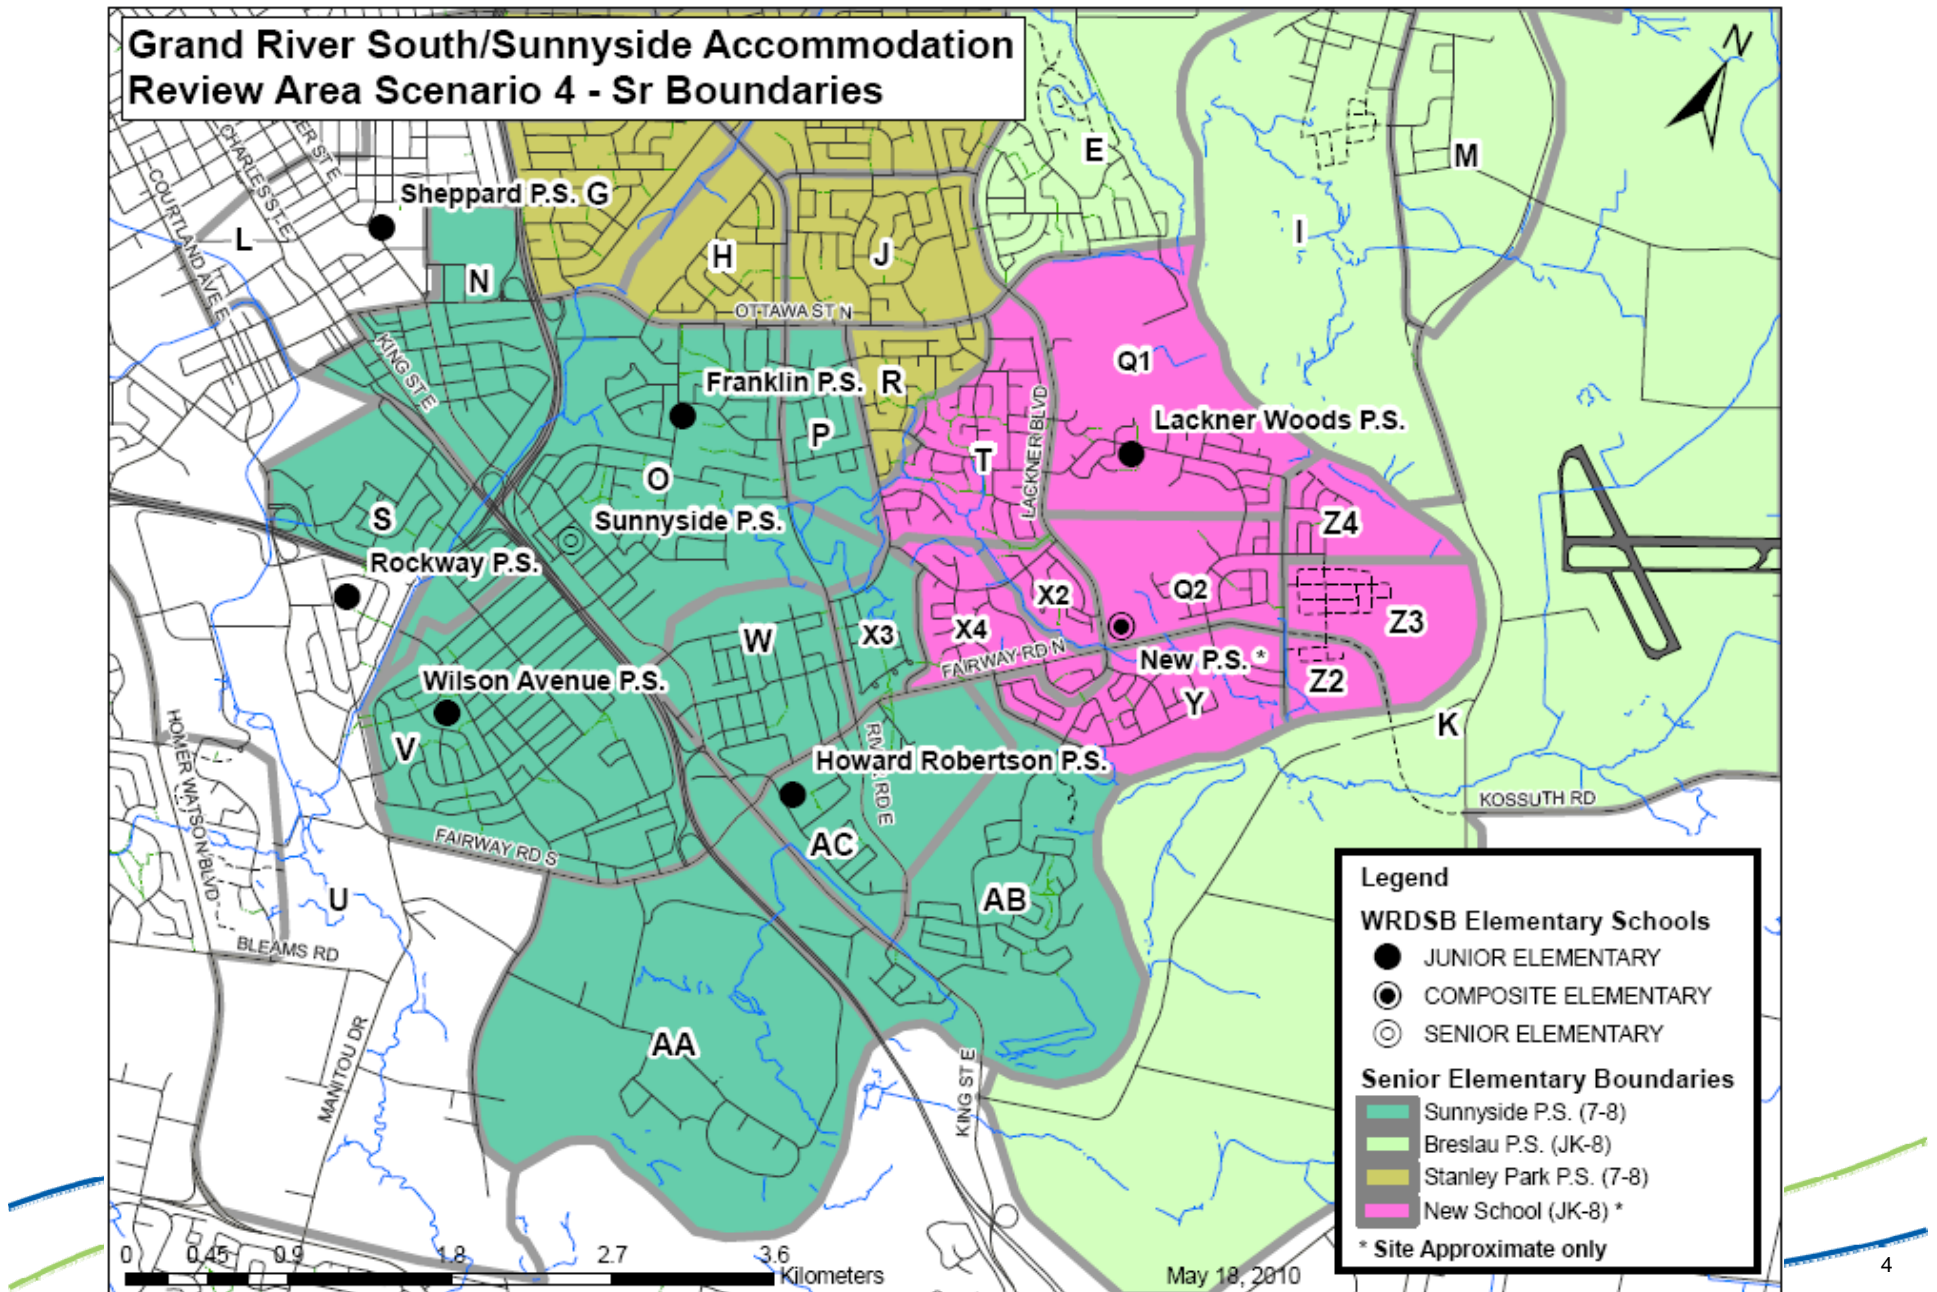 Grand River South/Sunnyside Accommodation
Review Area Scenario 4 - Sr Boundaries
N
CHARLES ST E
COURTLAND AVE E
E
M
Sheppard P.S.
G
L
I
H
J
N
OTTAWA ST N
KING ST E
Q1
Franklin P.S.
R
LACKNER BLVD
Lackner Woods P.S.
P
T
O
S
Sunnyside P.S.
Z4
Rockway P.S.
X2
Q2
Z3
W
X3
X4
FAIRWAY RD N
New P.S. *
Wilson Avenue P.S.
Z2
Y
K
V
HOMER WATSON BLVD
Howard Robertson P.S.
RIVER RD E
KOSSUTH RD
FAIRWAY RD S
AC
U
AB
BLEAMS RD
AA
MANITOU DR
KING ST E
Legend
WRDSB Elementary Schools
JUNIOR ELEMENTARY
COMPOSITE ELEMENTARY
SENIOR ELEMENTARY
Senior Elementary Boundaries
Sunnyside P.S. (7-8)
Breslau P.S. (JK-8)
Stanley Park P.S. (7-8)
New School (JK-8) *
* Site Approximate only
0 0.45 0.9 1.8 2.7 3.6
Kilometers
May 18, 2010
4